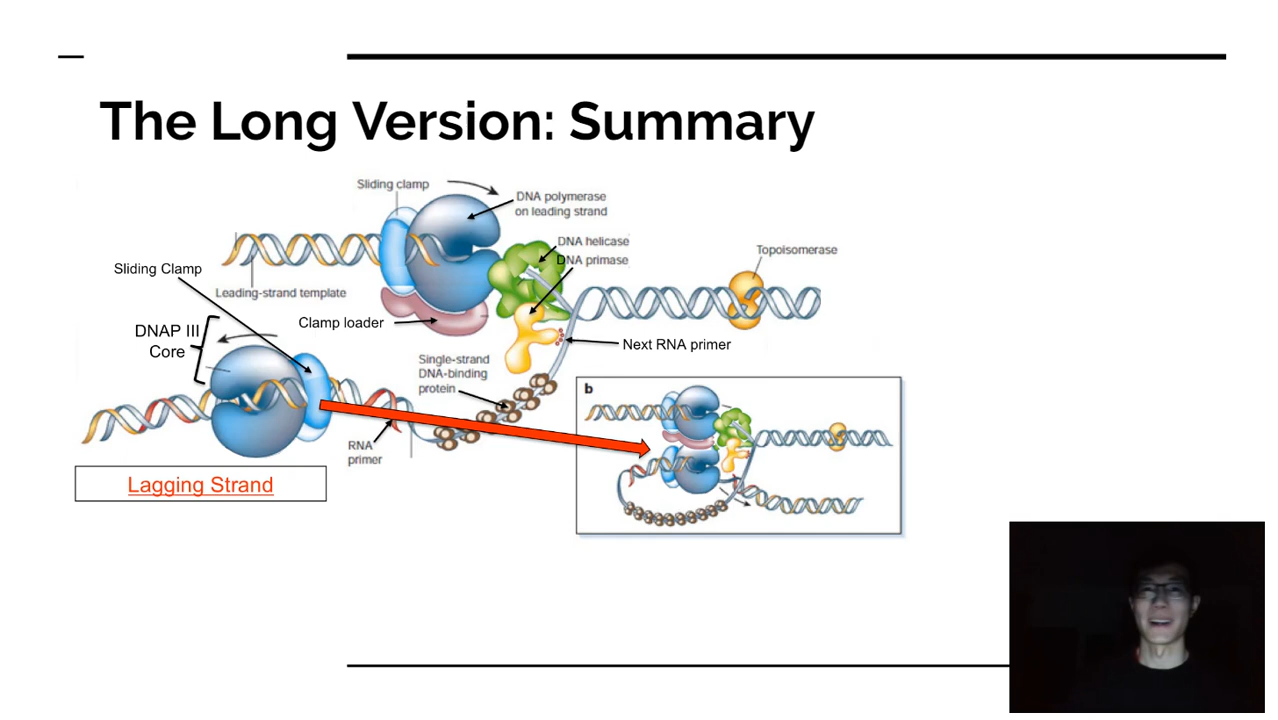 The Long Version: Summary
Sliding clamp
DNA polymerase
on leading strand
DNA helicase
DNA primase
Topoisomerase
Sliding Clamp
Leading-strand template
Clamp loader
DNAP III
Core
Next RNA primer
Single-strand
DNA-binding
protein
RNA
primer
b
Lagging Strand